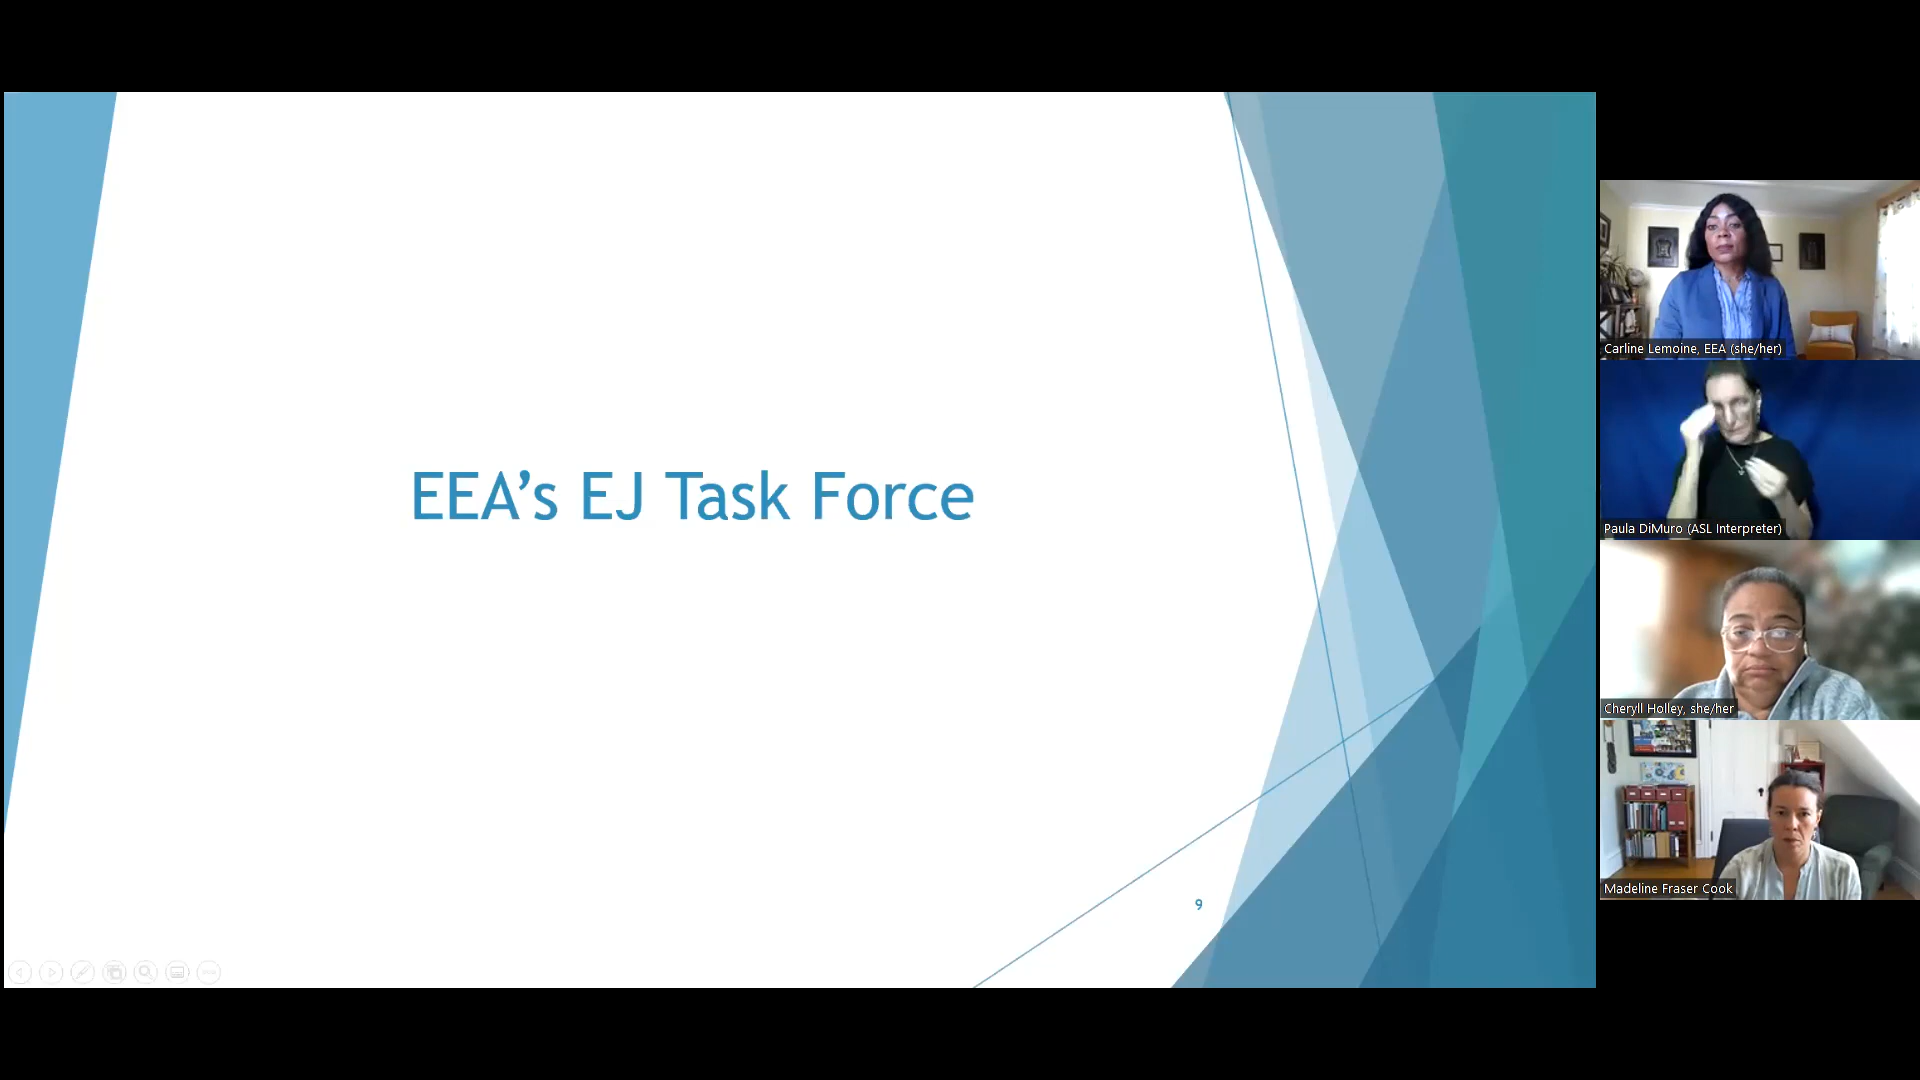 EEA’s EJ Task Force
9
Carline Lemoine, EEA (she/her)
Paula DiMuro (ASL Interpreter)
Cheryll Holley, she/her
Madeline Fraser Cook